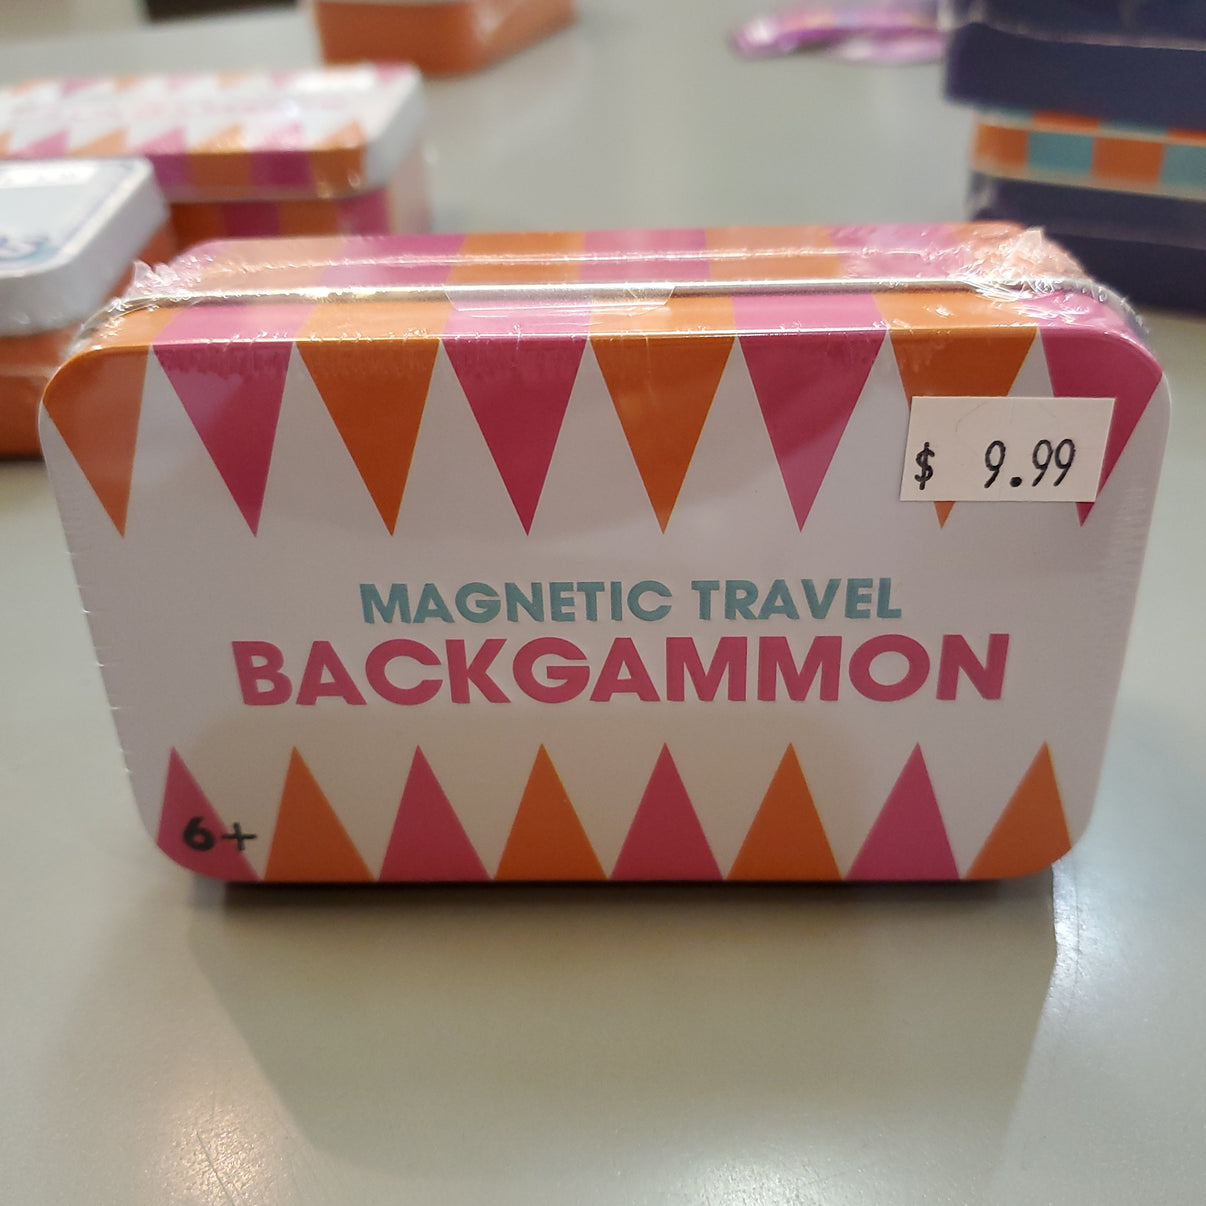 $ 9.99
MAGNETIC TRAVEL
BACKGAMMON
6+